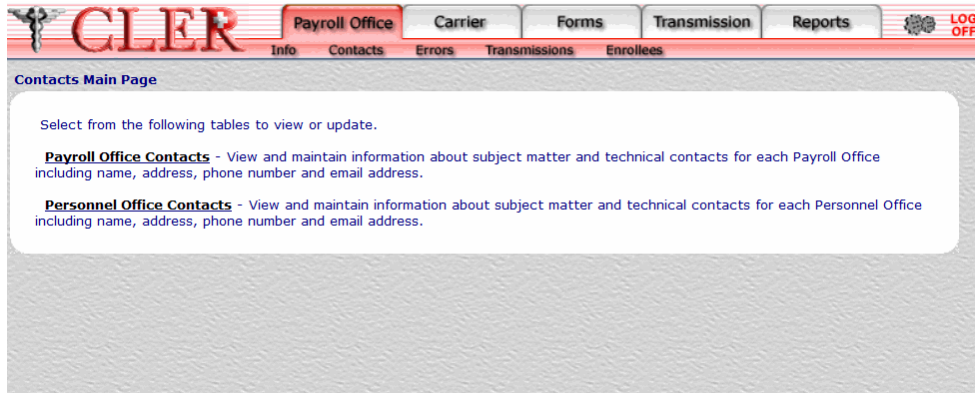 CLER
Payroll Office Carrier Forms Transmission Reports LOG OFF
Info Contacts Errors Transmissions Enrollees
Contacts Main Page
Select from the following tables to view or update.
Payroll Office Contacts - View and maintain information about subject matter and technical contacts for each Payroll Office
including name, address, phone number and email address.
Personnel Office Contacts - View and maintain information about subject matter and technical contacts for each Personnel Office
including name, address, phone number and email address.